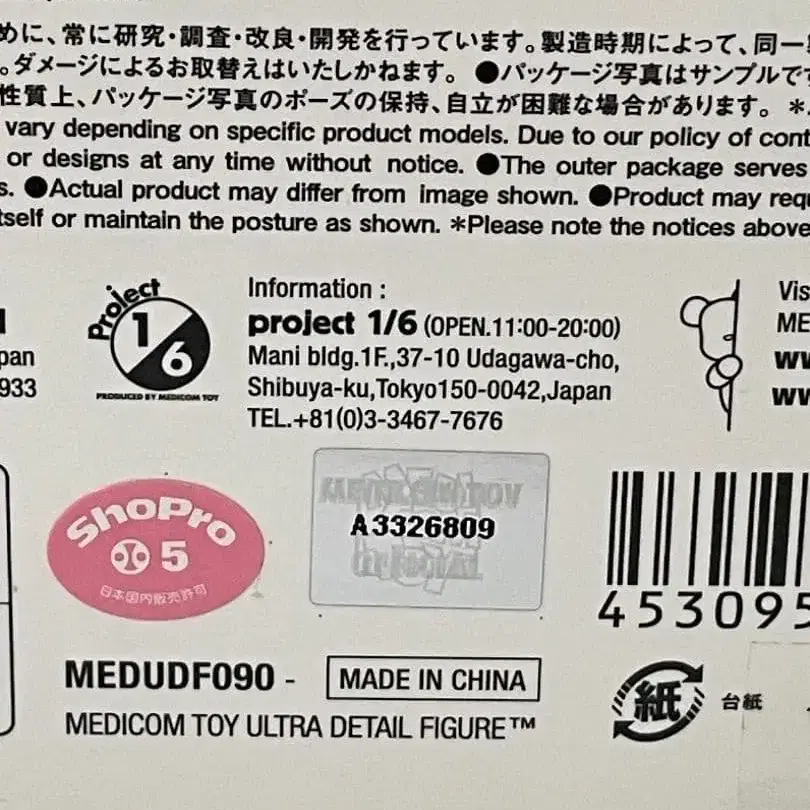 めに、常に研究・調査・改良・開発を行っています。製造時期によって、同一
。ダメージによるお取替えはいたしかねます。 ●パッケージ写真はサンプルです
性質上、パッケージ写真のポーズの保持、自立が困難な場合があります。 *
vary depending on specific product models. Due to our policy of cont
or designs at any time without notice. ●The outer package serves
s. ●Actual product may differ from image shown. ●Product may requ
tself or maintain the posture as shown. *Please note the notices above
pan
933
Project
1/6
PRODUCED BY MEDICOM TOY
Information :
project 1/6 (OPEN.11:00-20:00)
Mani bldg.1F.,37-10 Udagawa-cho,
Shibuya-ku,Tokyo150-0042,Japan
TEL.+81(0)3-3467-7676
Vis
ME
ww
ww
ShoPro
5
日本国内販売許可
A3326809
453095
MEDUDF090 -
MADE IN CHINA
MEDICOM TOY ULTRA DETAIL FIGURE™
紙
台紙